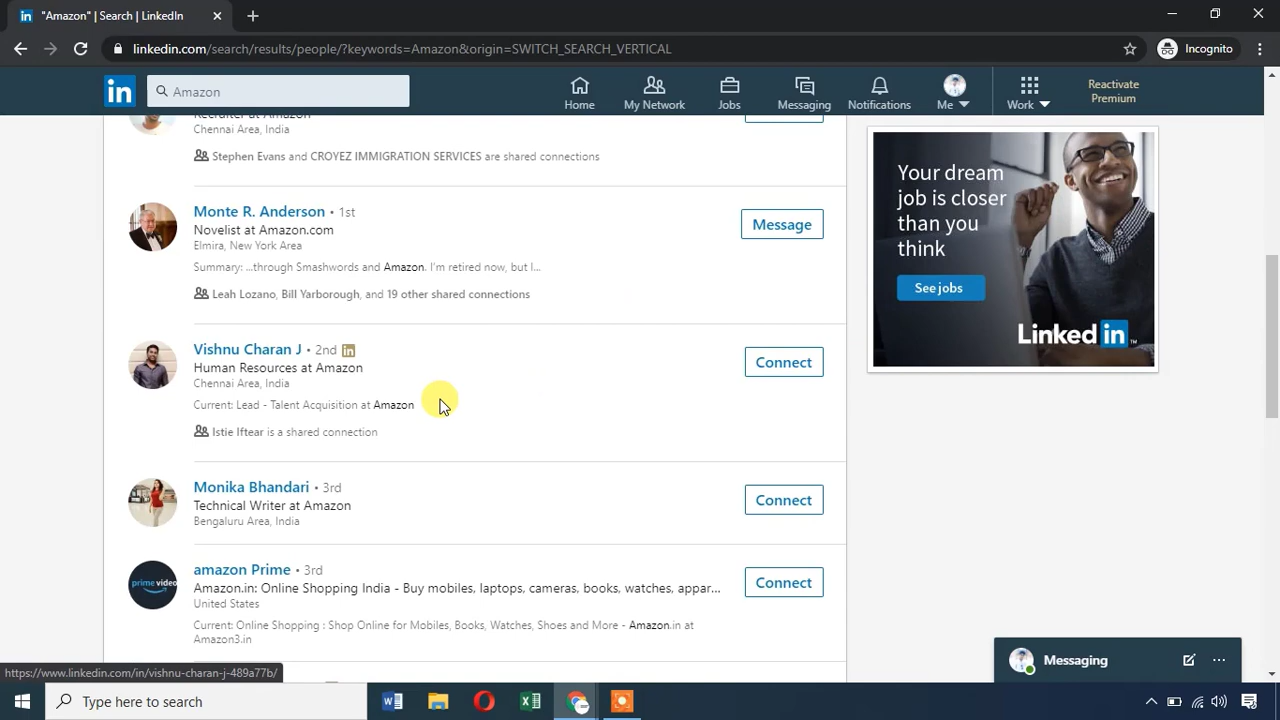 "Amazon" | Search | LinkedIn
linkedin.com/search/results/people/?keywords=Amazon&origin=SWITCH_SEARCH_VERTICAL
Incognito
in
Amazon
Home
My Network
Jobs
Messaging
Notifications
Me
Work
Reactivate
Premium
Chennai Area, India
Stephen Evans and CROYEZ IMMIGRATION SERVICES are shared connections
Monte R. Anderson • 1st
Novelist at Amazon.com
Elmira, New York Area
Summary: ...through Smashwords and Amazon. I'm retired now, but I...
Leah Lozano, Bill Yarborough, and 19 other shared connections
Message
Vishnu Charan J • 2nd in
Human Resources at Amazon
Chennai Area, India
Current: Lead - Talent Acquisition at Amazon
Istie Iftear is a shared connection
Connect
Monika Bhandari • 3rd
Technical Writer at Amazon
Bengaluru Area, India
Connect
prime video
amazon Prime • 3rd
Amazon.in: Online Shopping India - Buy mobiles, laptops, cameras, books, watches, appar...
United States
Current: Online Shopping : Shop Online for Mobiles, Books, Watches, Shoes and More - Amazon.in at
Amazon3.in
Connect
Your dream
job is closer
than you
think
See jobs
Linked in
Messaging
https://www.linkedin.com/in/vishnu-charan-j-489a77b/
Type here to search